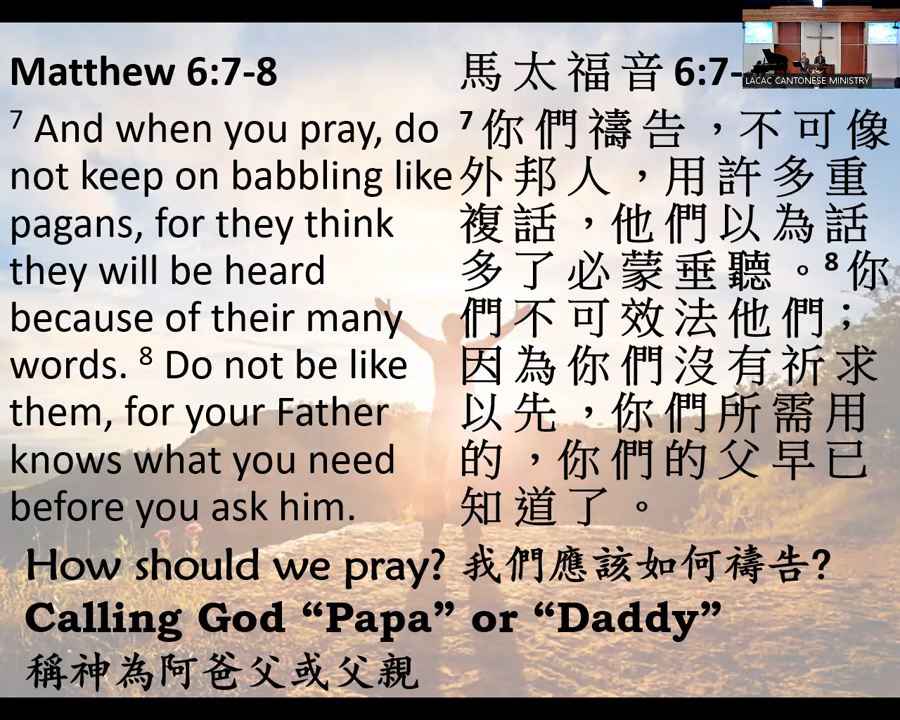 Matthew 6:7-8
⁷ And when you pray, do
not keep on babbling like
pagans, for they think
they will be heard
because of their many
words. ⁸ Do not be like
them, for your Father
knows what you need
before you ask him.
馬太福音 6:7-
⁷你們禱告，不可像
外邦人，用許多重
複話，他們以為話
多了必蒙垂聽。⁸你
們不可效法他們；
因為你們沒有祈求
以先，你們所需用
的，你們的父早已
知道了。
LACAC CANTONESE MINISTRY
How should we pray? 我們應該如何禱告?
Calling God “Papa” or “Daddy”
稱神為阿爸父或父親